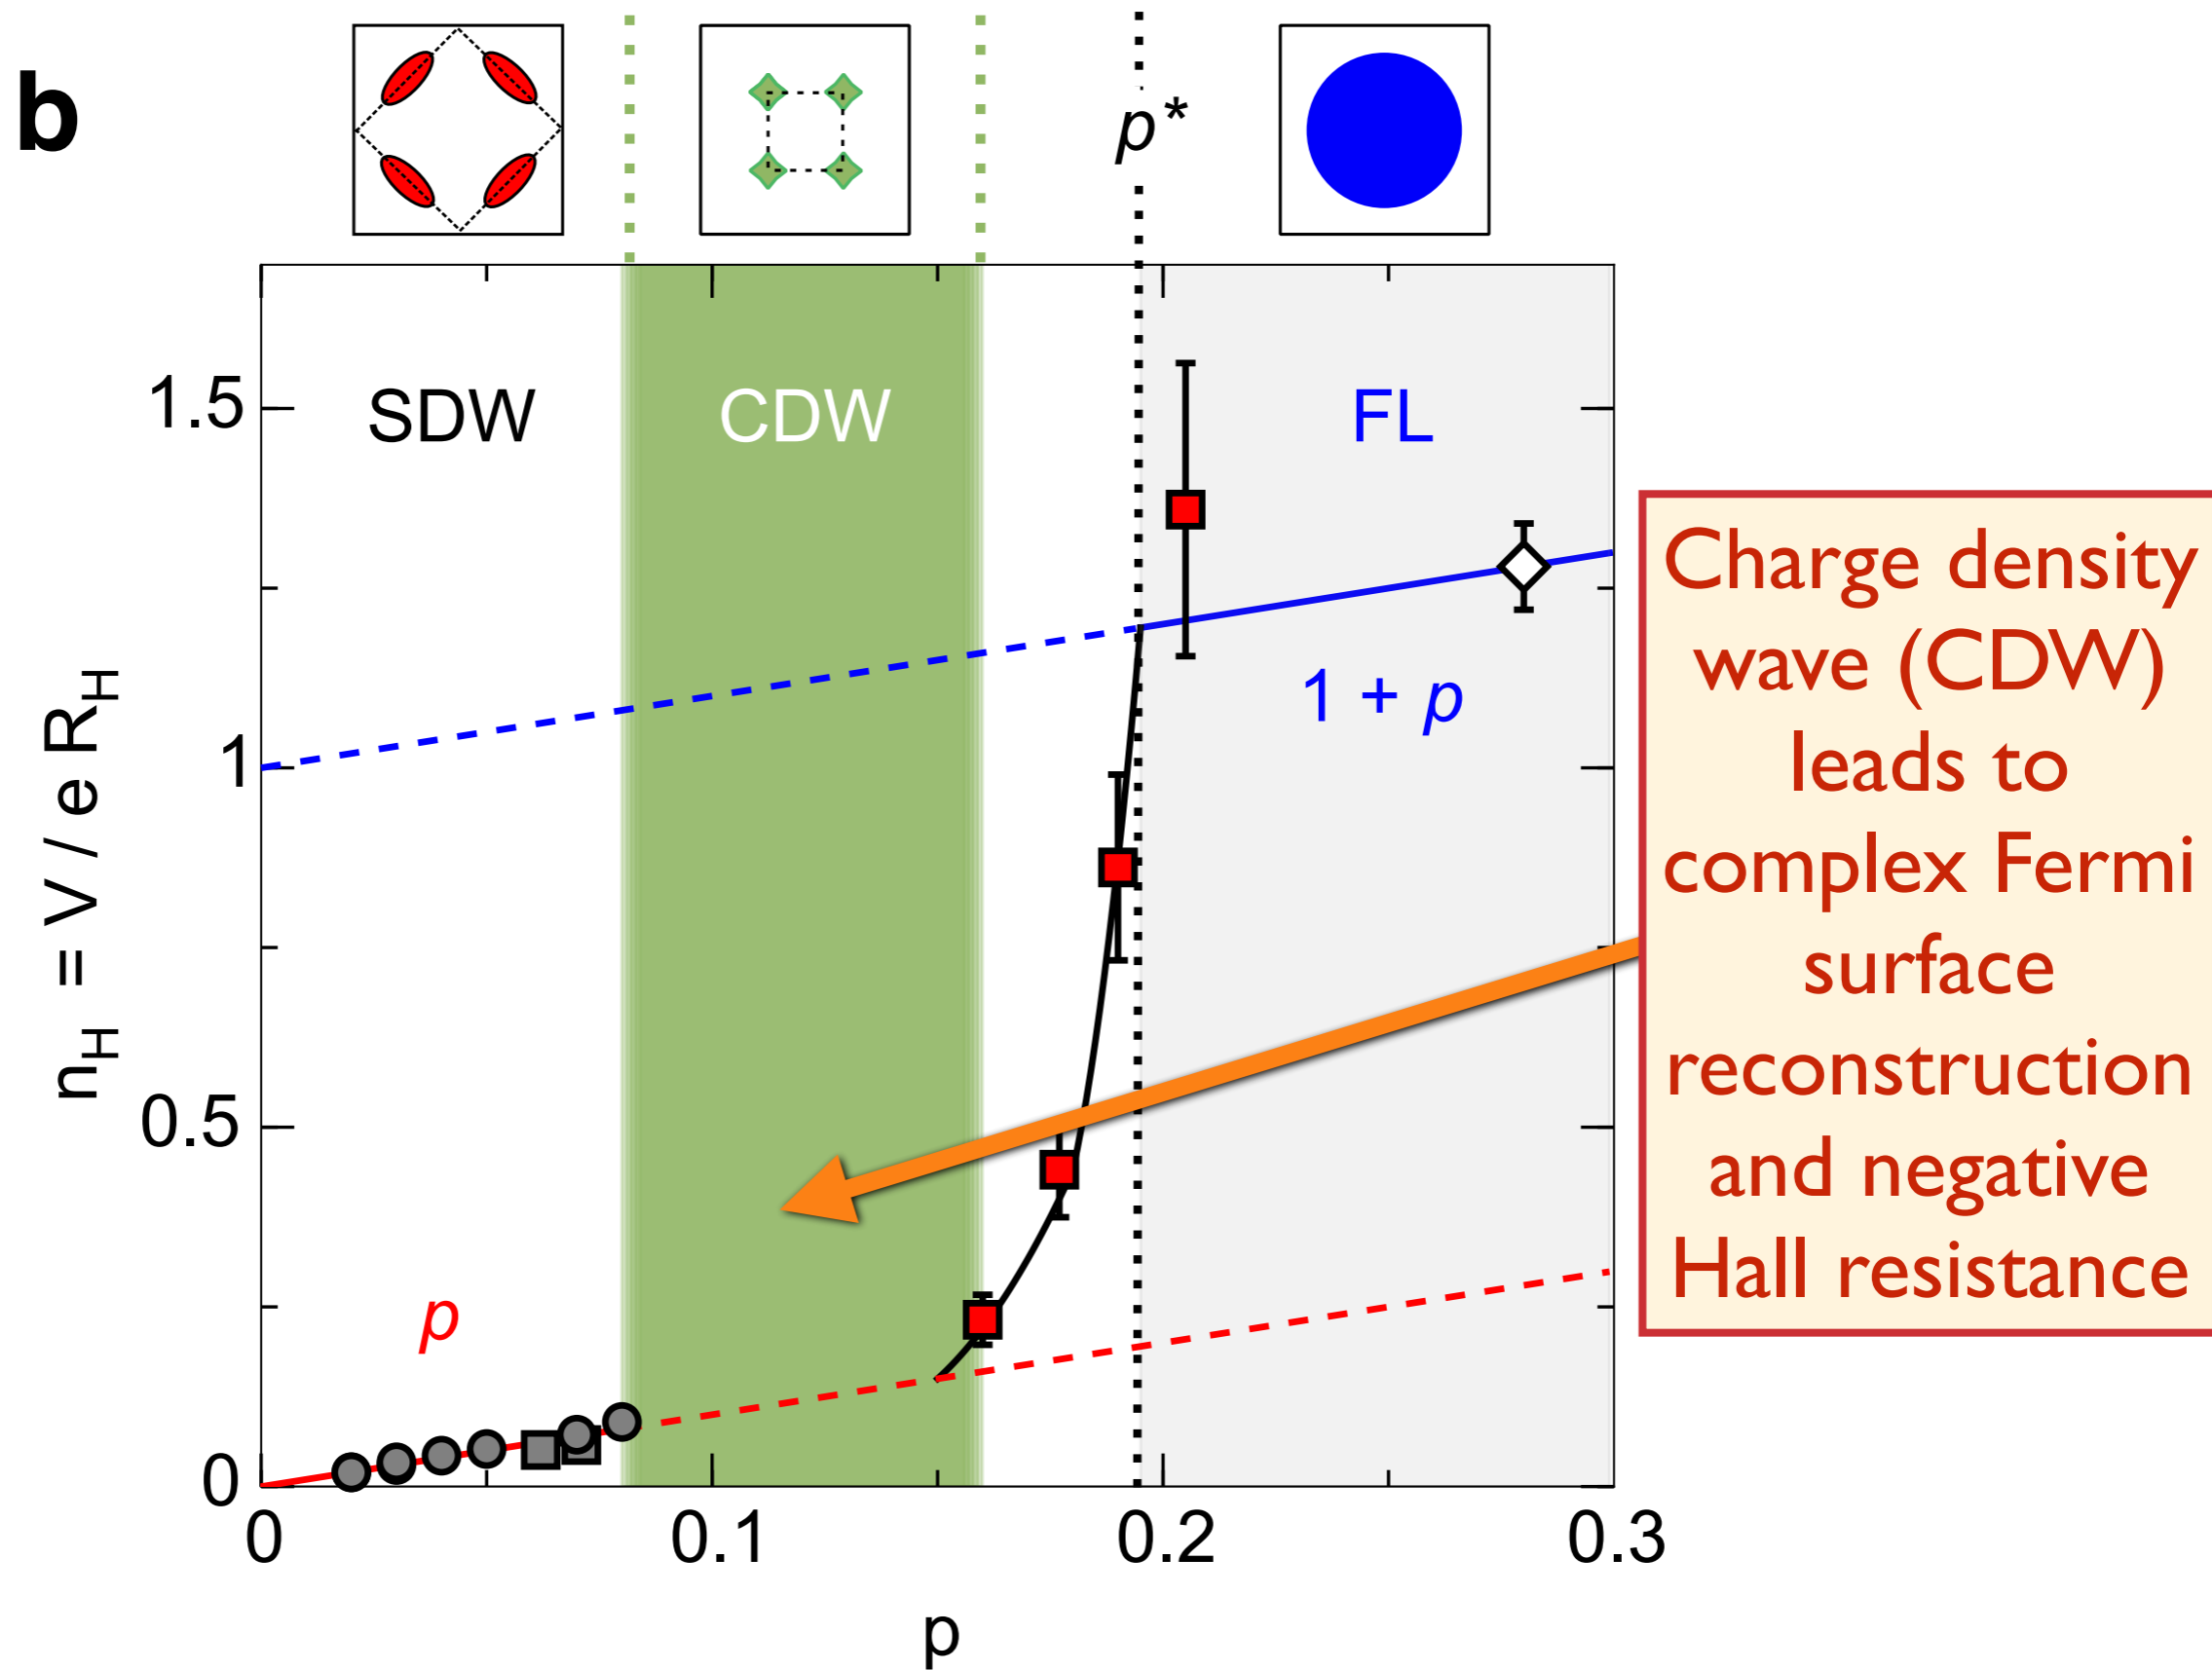 b
p*
SDW
CDW
FL
1.5
1
0.5
0
n_H = V / e R_H
1 + p
p
0
0.1
0.2
0.3
p
Charge density
wave (CDW)
leads to
complex Fermi
surface
reconstruction
and negative
Hall resistance